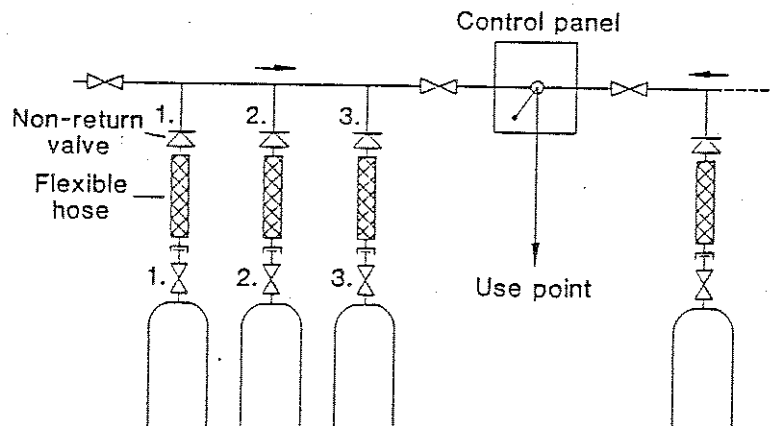 Control panel
1.
2.
3.
Non-return
valve
Flexible
hose
1.
2.
3.
Use point